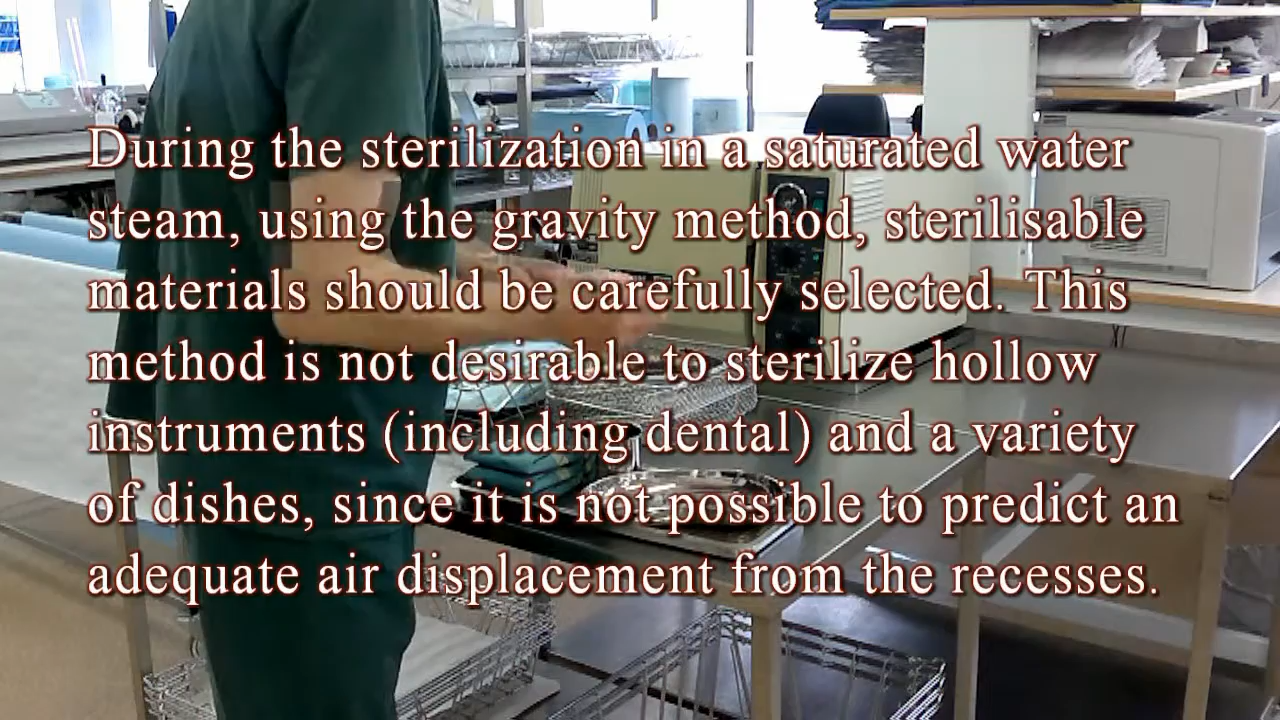 During the sterilization in a saturated water
steam, using the gravity method, sterilisable
materials should be carefully selected. This
method is not desirable to sterilize hollow
instruments (including dental) and a variety
of dishes, since it is not possible to predict an
adequate air displacement from the recesses.